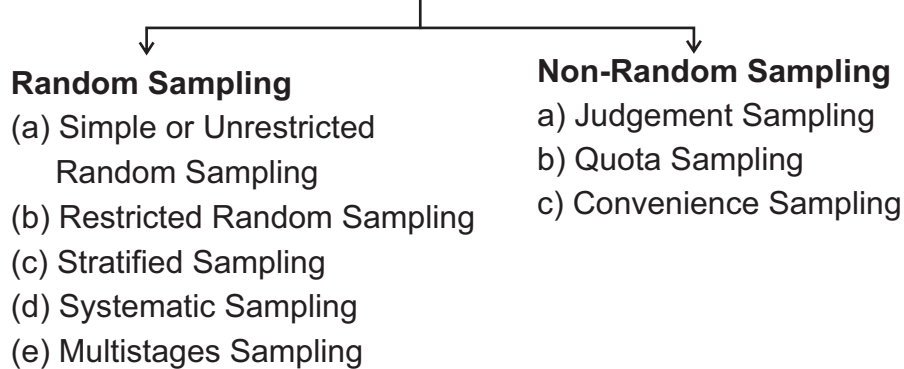 Random Sampling
(a) Simple or Unrestricted
Random Sampling
(b) Restricted Random Sampling
(c) Stratified Sampling
(d) Systematic Sampling
(e) Multistages Sampling
Non-Random Sampling
a) Judgement Sampling
b) Quota Sampling
c) Convenience Sampling